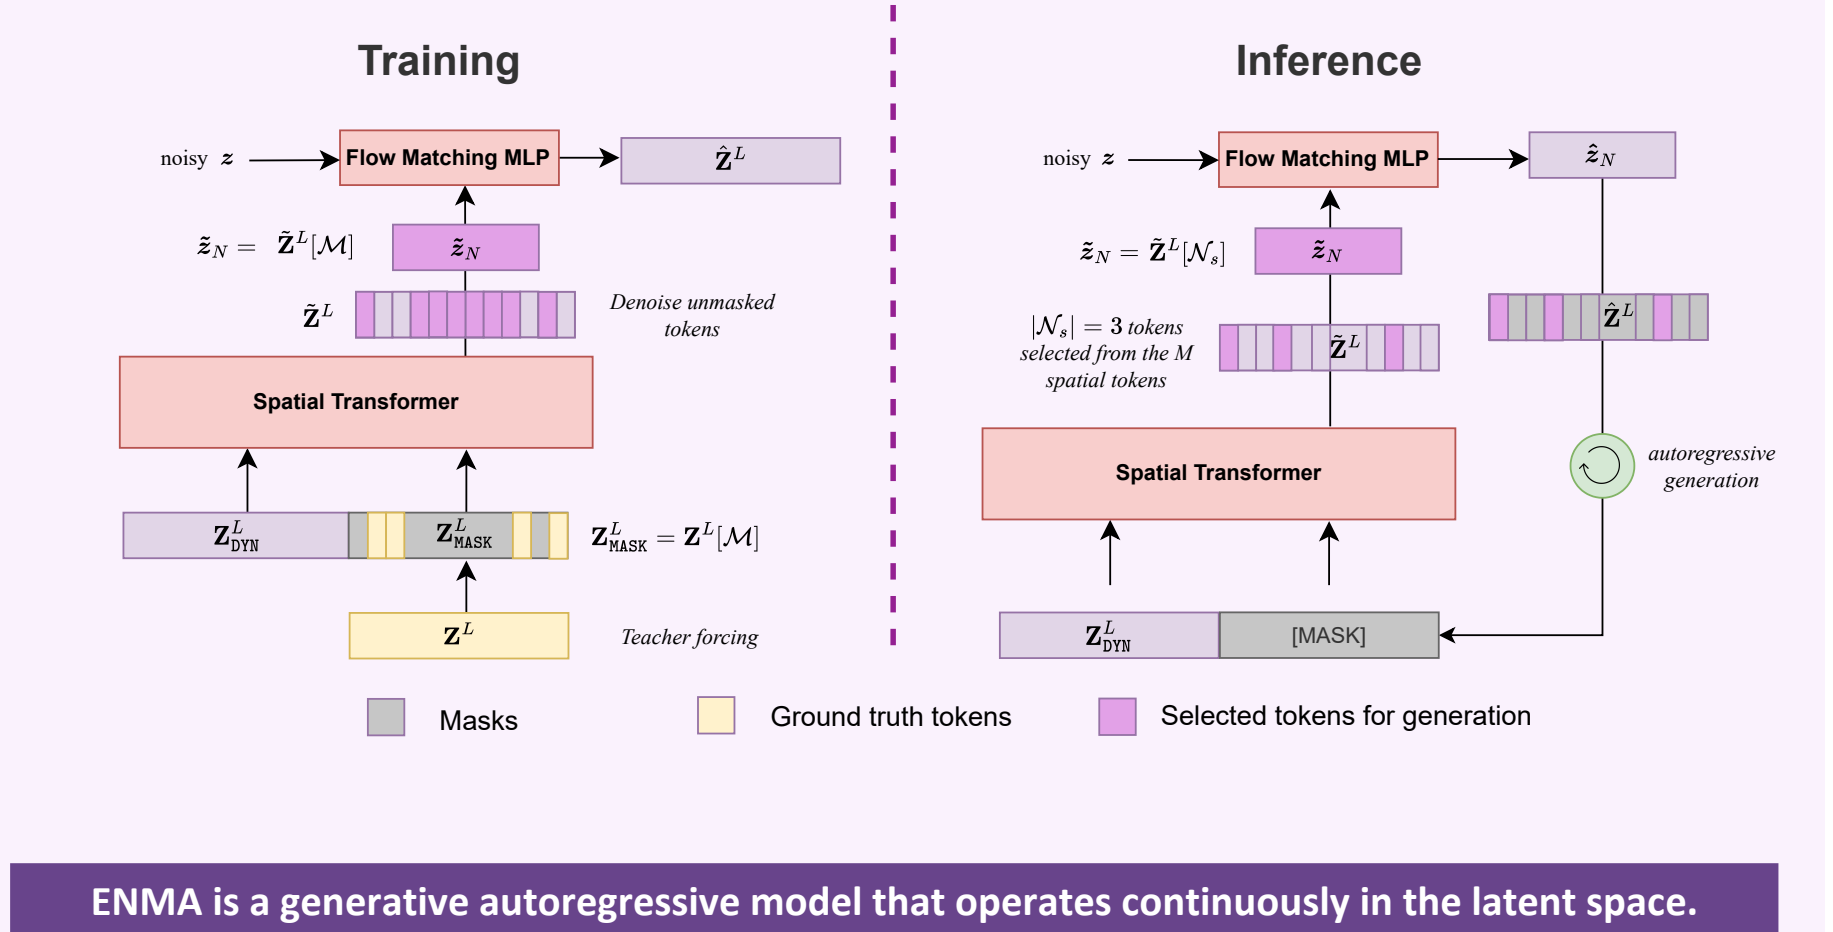 Training
noisy z
Flow Matching MLP
Ẑ^L
z̃_N = Z̃^L[ℳ]
z̃_N
Z̃^L
Denoise unmasked
tokens
Spatial Transformer
Z^L_DYN
Z^L_MASK
Z^L_MASK = Z^L[ℳ]
Z^L
Teacher forcing
Inference
noisy z
Flow Matching MLP
ẑ_N
z̃_N = Z̃^L[𝒩_s]
z̃_N
|𝒩_s| = 3 tokens
selected from the M
spatial tokens
Z̃^L
Ẑ^L
Spatial Transformer
autoregressive
generation
Z^L_DYN
[MASK]
Masks
Ground truth tokens
Selected tokens for generation
ENMA is a generative autoregressive model that operates continuously in the latent space.